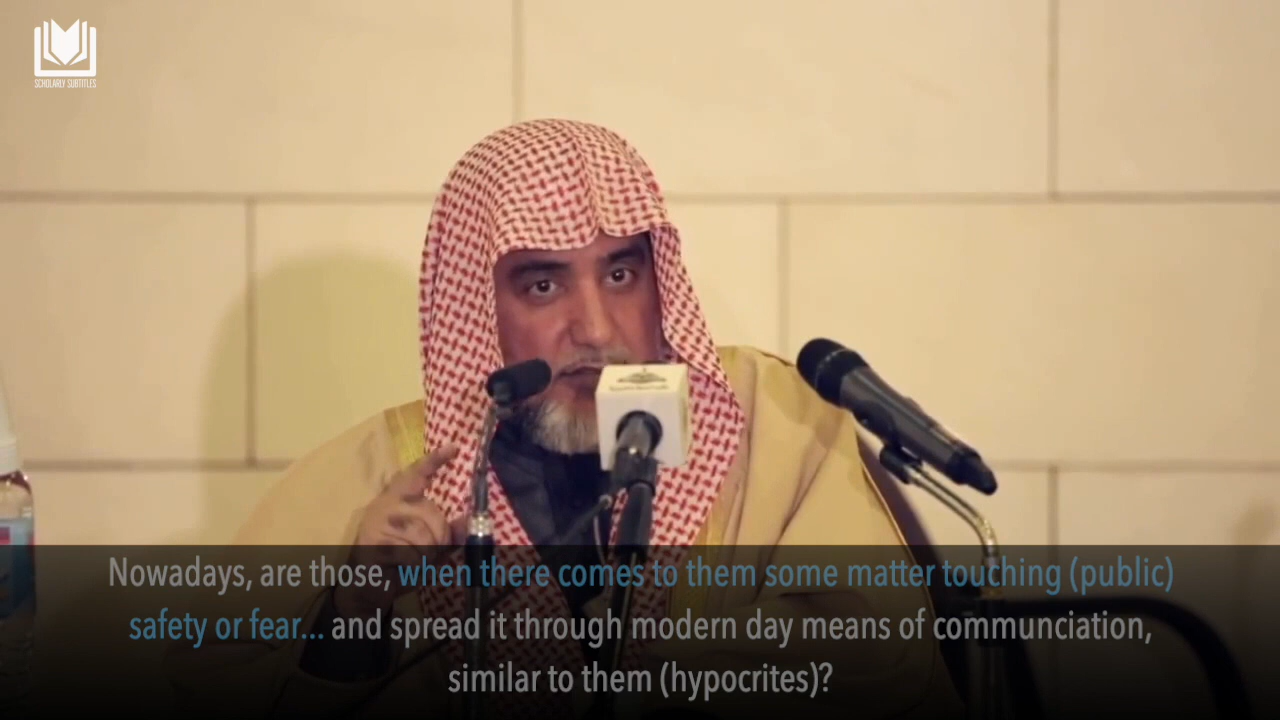 SCHOLARLY SUBTITLES
Nowadays, are those, when there comes to them some matter touching (public)
safety or fear... and spread it through modern day means of communciation,
similar to them (hypocrites)?